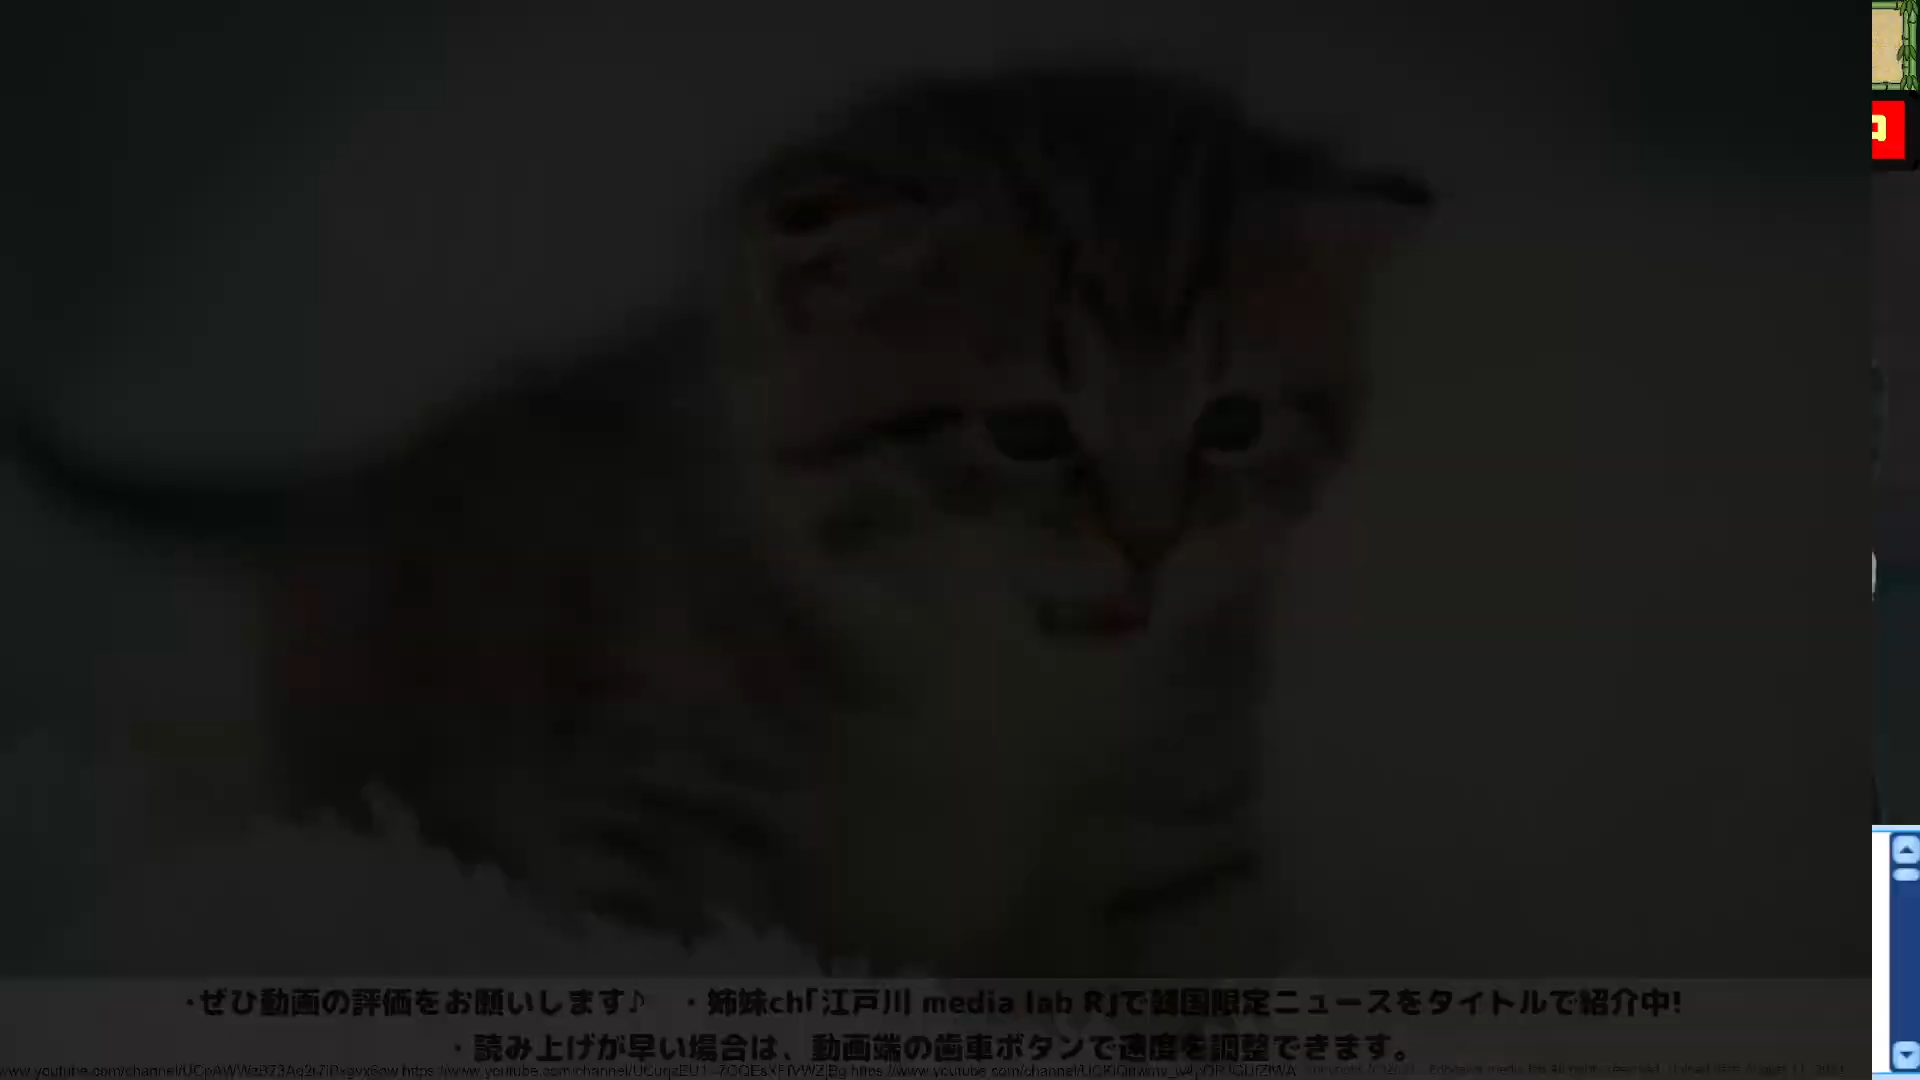 ・ぜひ動画の評価をお願いします♪　・姉妹ch「江戸川 media lab R」で韓国限定ニュースをタイトルで紹介中!
・読み上げが早い場合は、動画端の歯車ボタンで速度を調整できます。